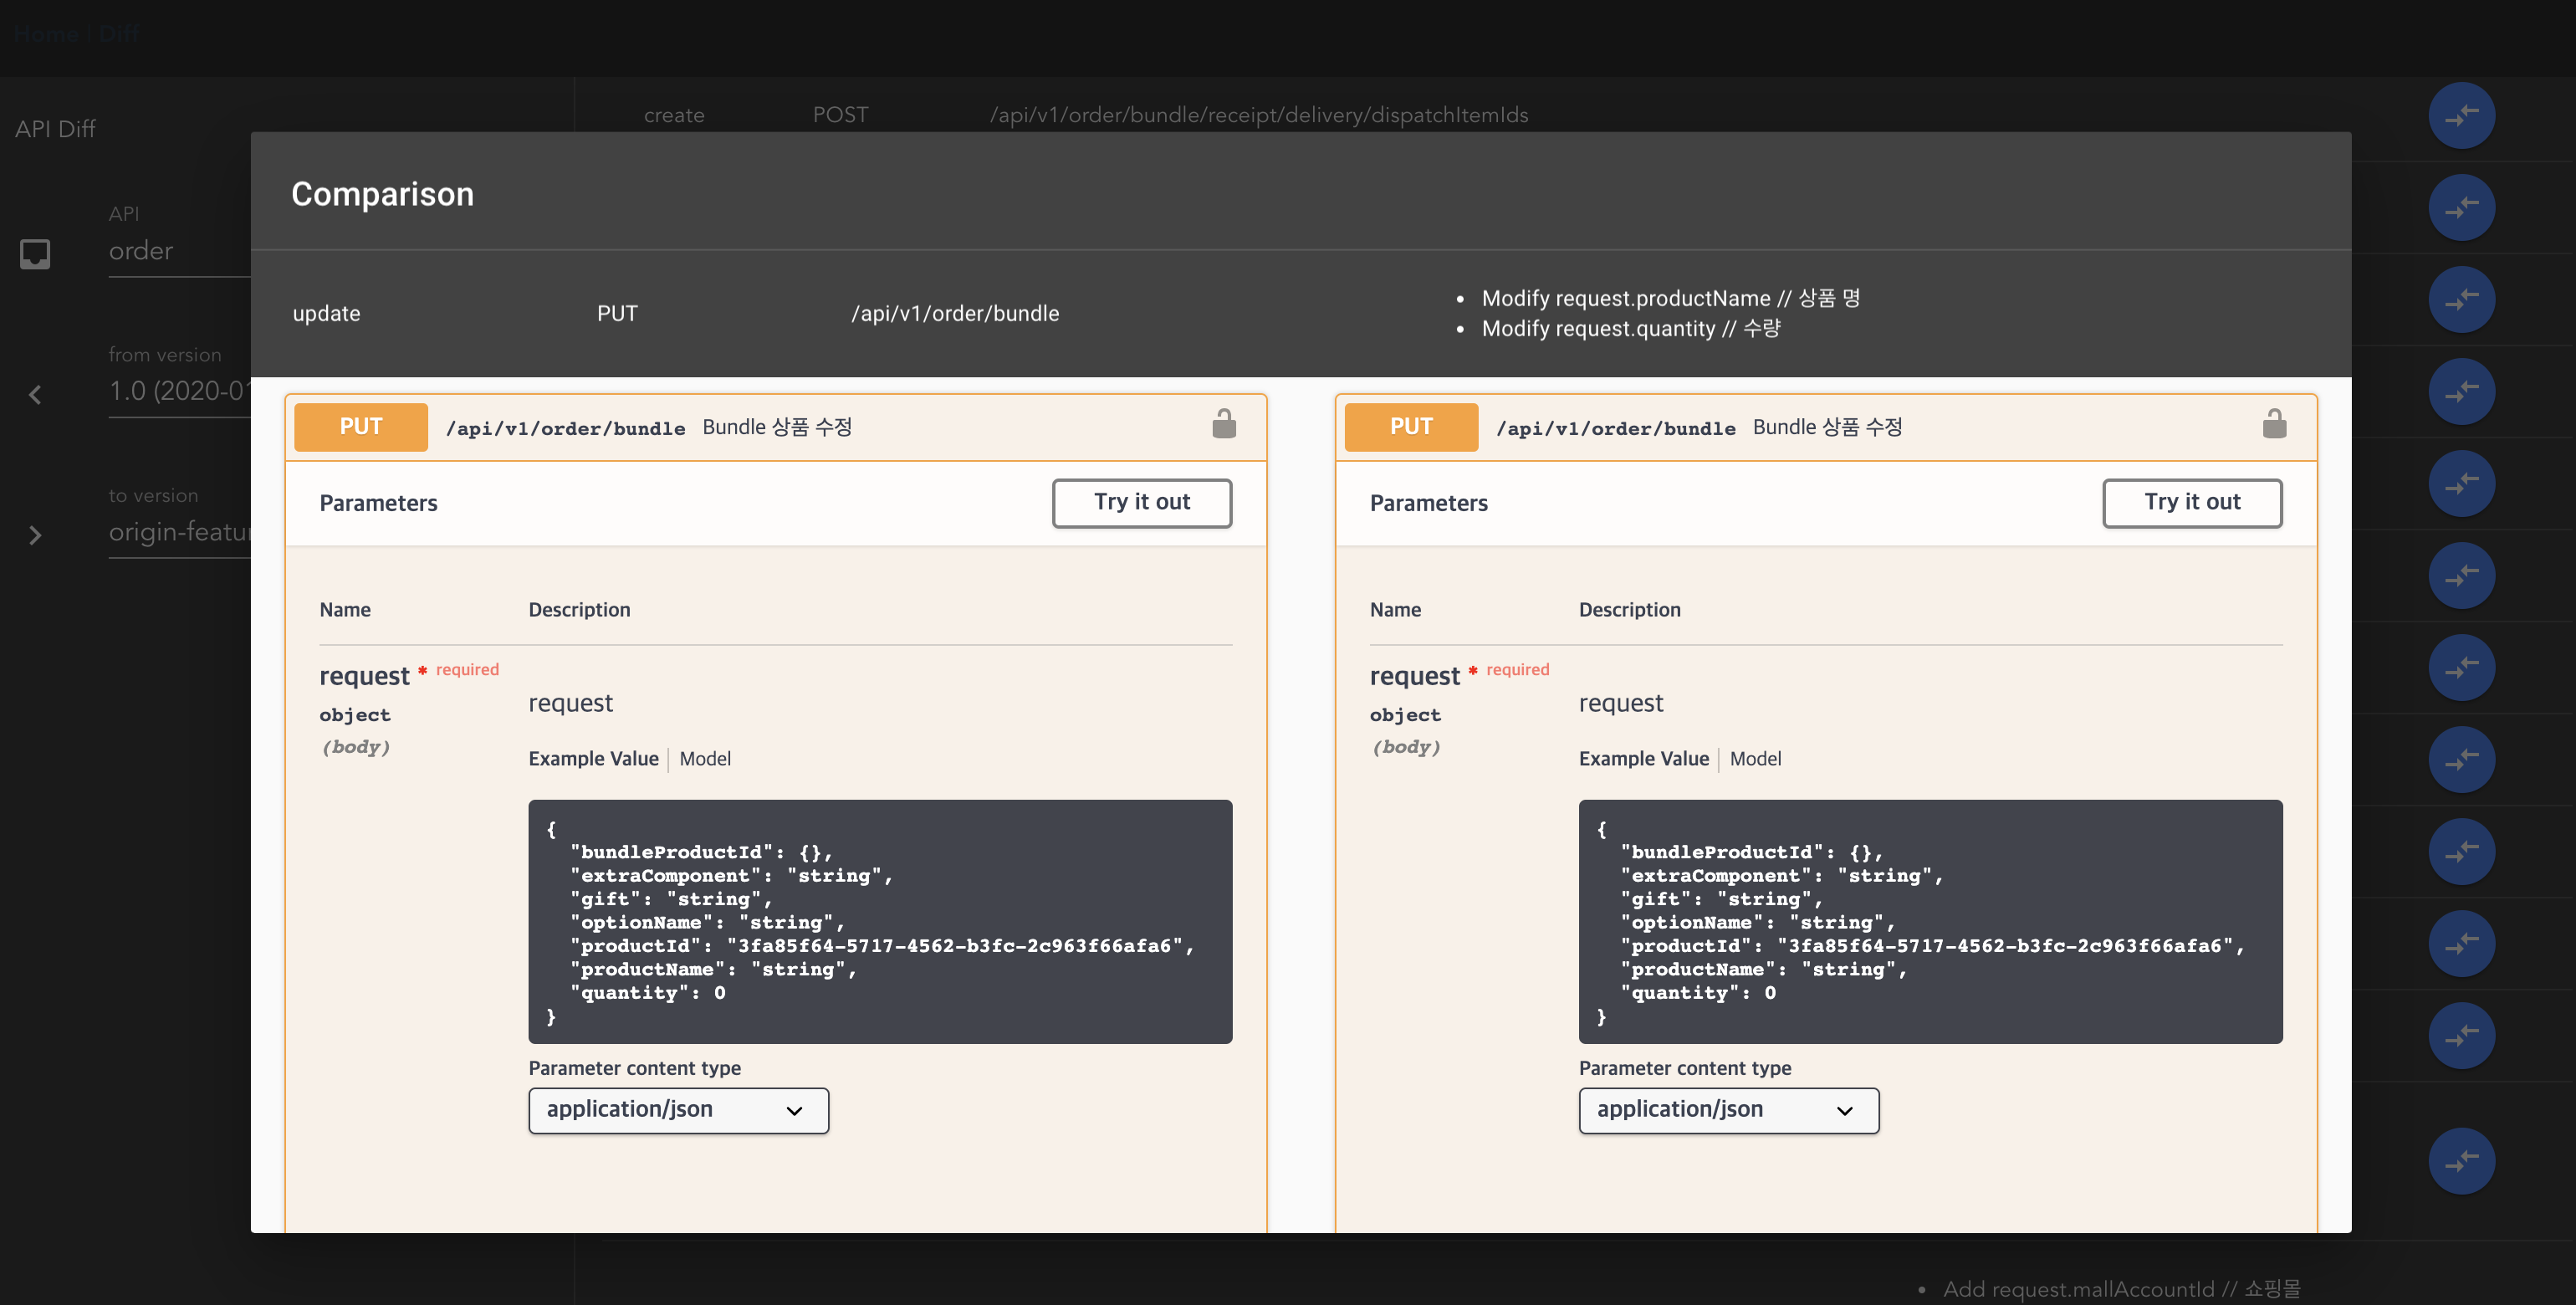 Home Diff
API Diff
create POST /api/v1/order/bundle/receipt/delivery/dispatchItemIds
API
order
from version
1.0 (2020-01
to version
origin-featur
Comparison
update PUT /api/v1/order/bundle
• Modify request.productName // 상품 명
• Modify request.quantity // 수량
PUT /api/v1/order/bundle Bundle 상품 수정
Parameters Try it out
Name Description
request * required
object
(body)
request
Example Value Model
{
"bundleProductId": {},
"extraComponent": "string",
"gift": "string",
"optionName": "string",
"productId": "3fa85f64-5717-4562-b3fc-2c963f66afa6",
"productName": "string",
"quantity": 0
}
Parameter content type
application/json
PUT /api/v1/order/bundle Bundle 상품 수정
Parameters Try it out
Name Description
request * required
object
(body)
request
Example Value Model
{
"bundleProductId": {},
"extraComponent": "string",
"gift": "string",
"optionName": "string",
"productId": "3fa85f64-5717-4562-b3fc-2c963f66afa6",
"productName": "string",
"quantity": 0
}
Parameter content type
application/json
• Add request.mallAccountId // 쇼핑몰